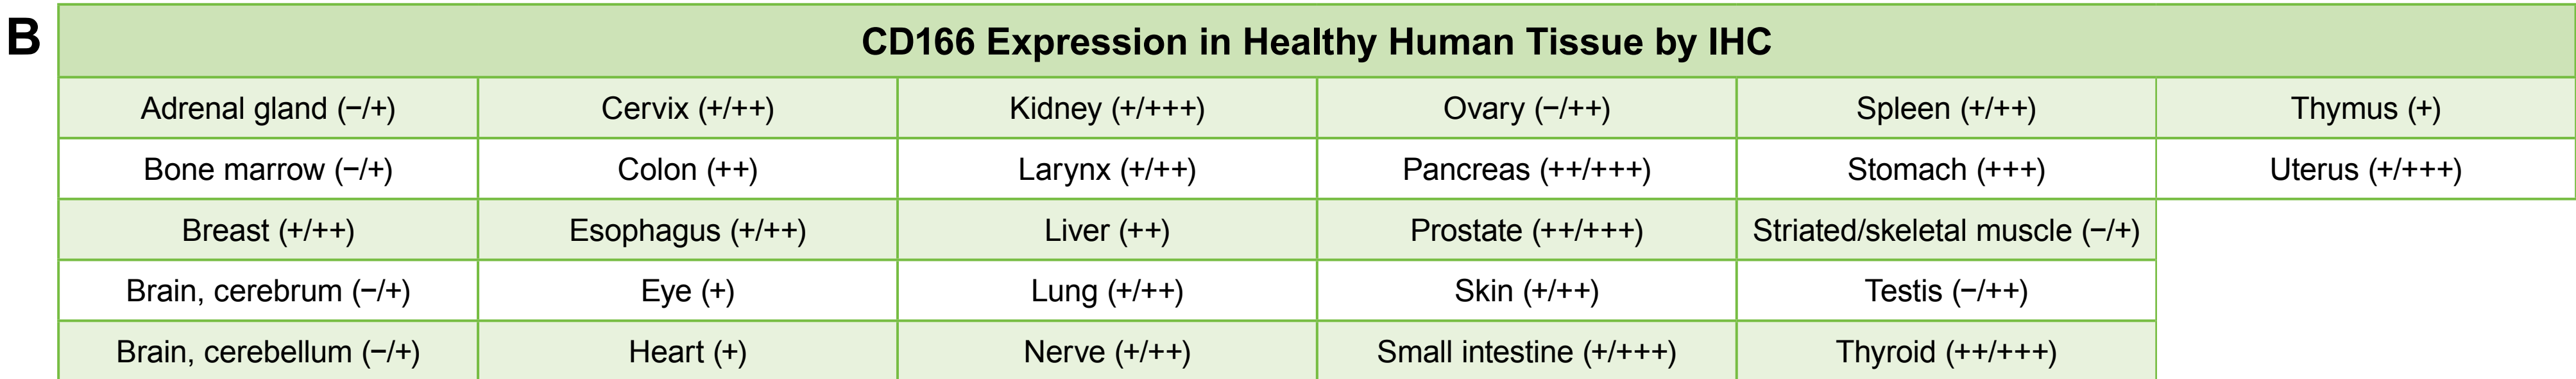 B
CD166 Expression in Healthy Human Tissue by IHC
Adrenal gland (−/+) Cervix (+/++) Kidney (+/+++) Ovary (−/++) Spleen (+/++) Thymus (+)
Bone marrow (−/+) Colon (++) Larynx (+/++) Pancreas (++/+++) Stomach (+++) Uterus (+/+++)
Breast (+/++) Esophagus (+/++) Liver (++) Prostate (++/+++) Striated/skeletal muscle (−/+)
Brain, cerebrum (−/+) Eye (+) Lung (+/++) Skin (+/++) Testis (−/++)
Brain, cerebellum (−/+) Heart (+) Nerve (+/++) Small intestine (+/+++) Thyroid (++/+++)